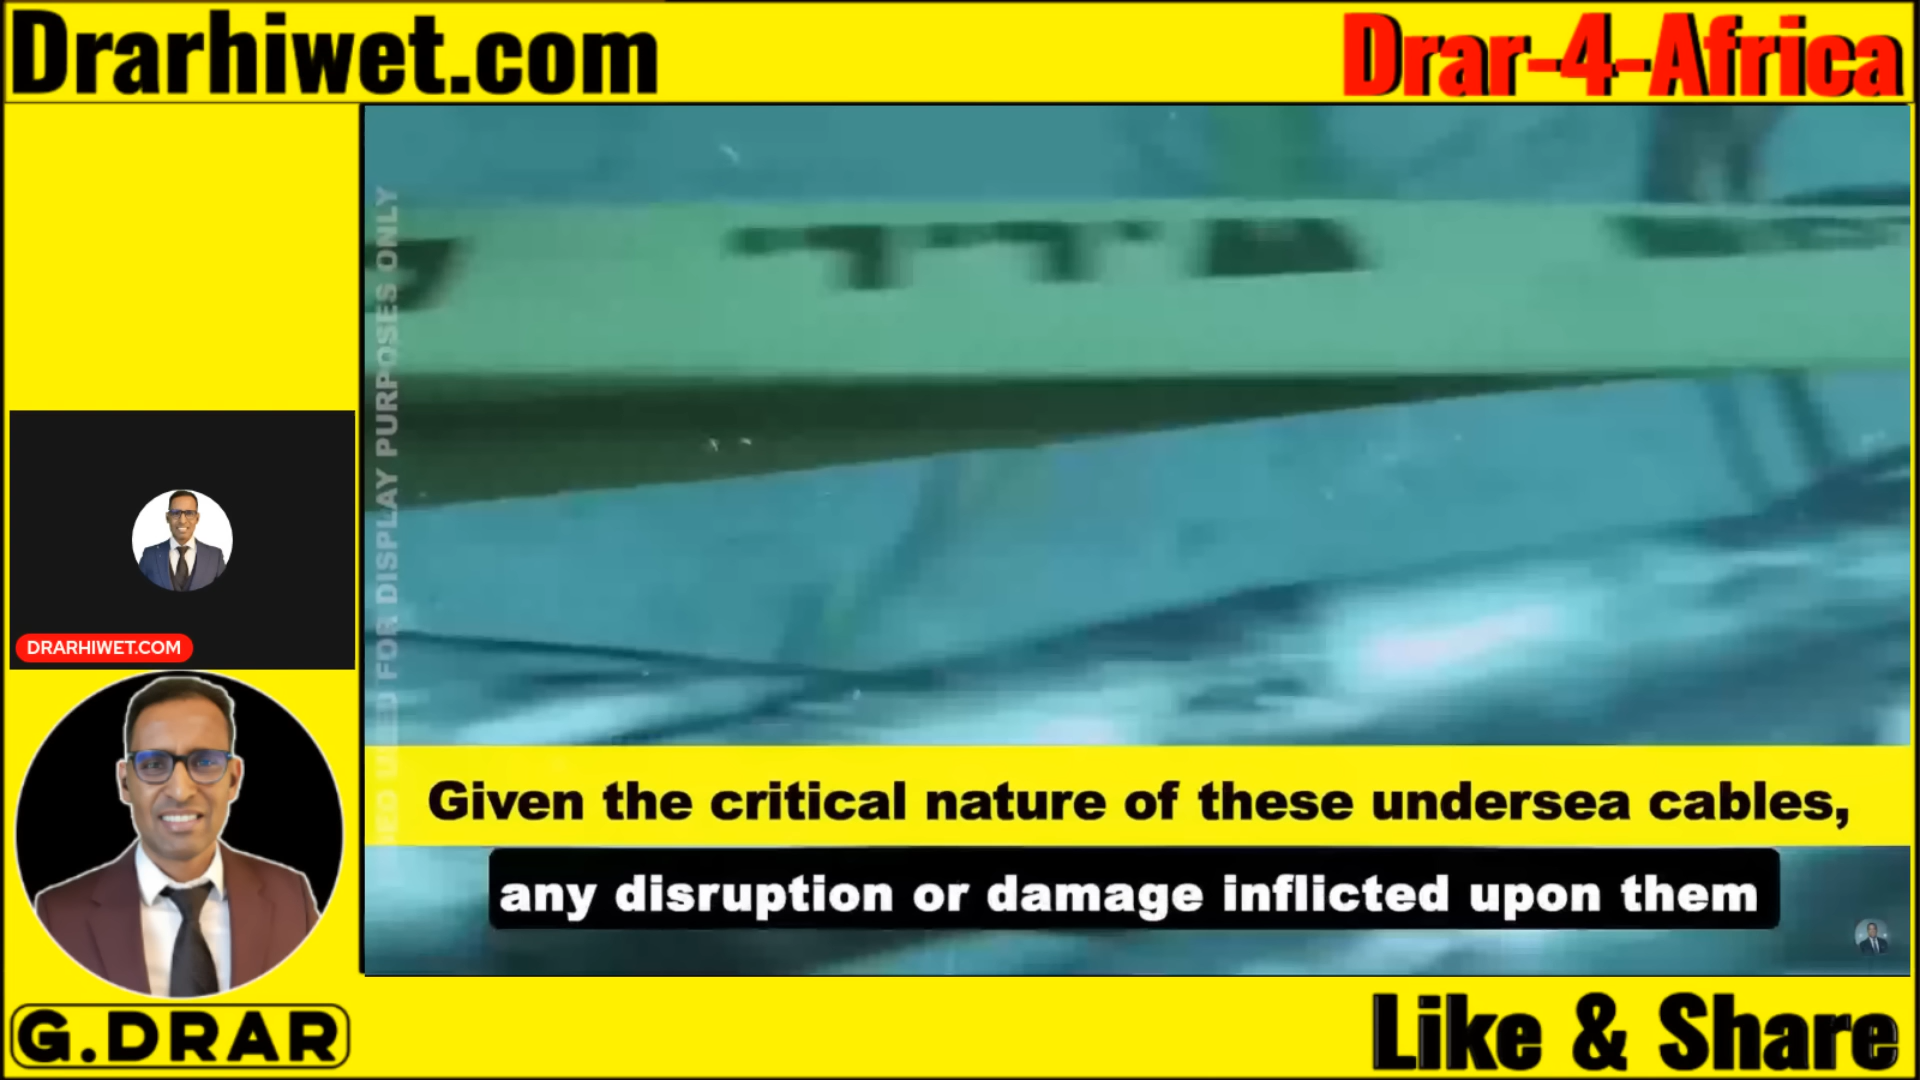 Drarhiwet.com
Drar-4-Africa
FOR DISPLAY PURPOSES ONLY
DRARHIWET.COM
Given the critical nature of these undersea cables,
any disruption or damage inflicted upon them
G.DRAR
Like & Share